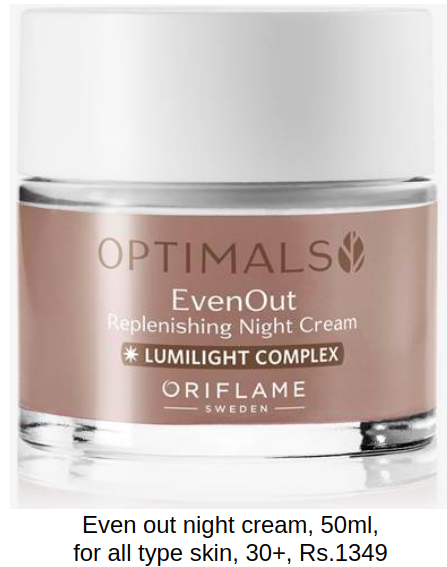 OPTIMALS
EvenOut
Replenishing Night Cream
LUMILIGHT COMPLEX
ORIFLAME
SWEDEN
Even out night cream, 50ml,
for all type skin, 30+, Rs.1349